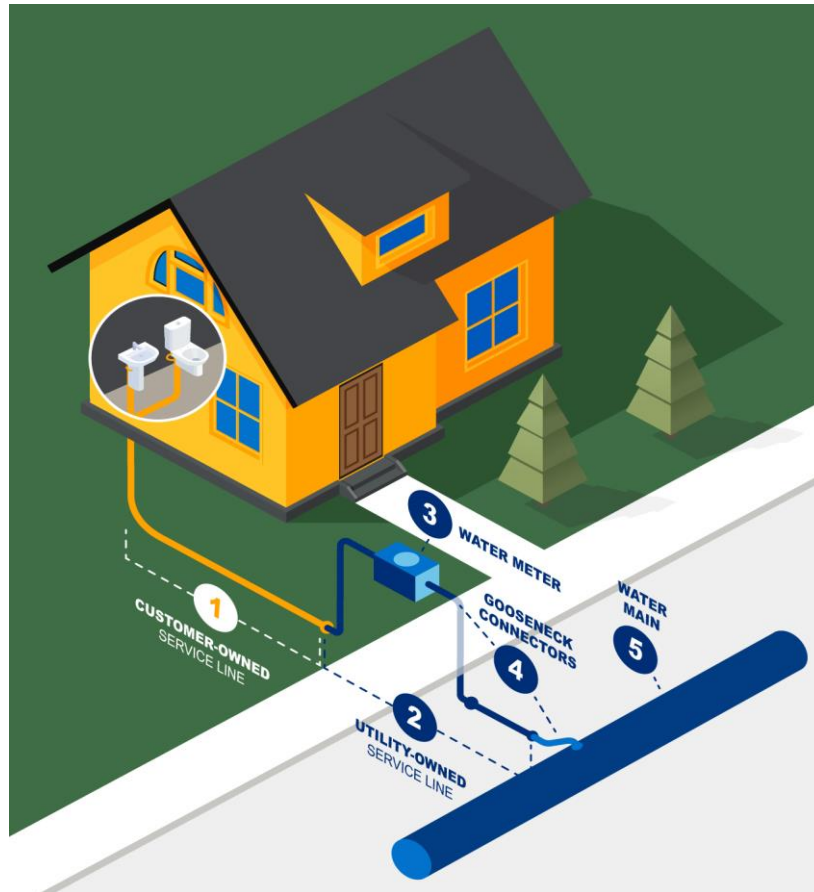 3
WATER METER
1
CUSTOMER-OWNED
SERVICE LINE
GOOSENECK
CONNECTORS
4
WATER
MAIN
5
2
UTILITY-OWNED
SERVICE LINE